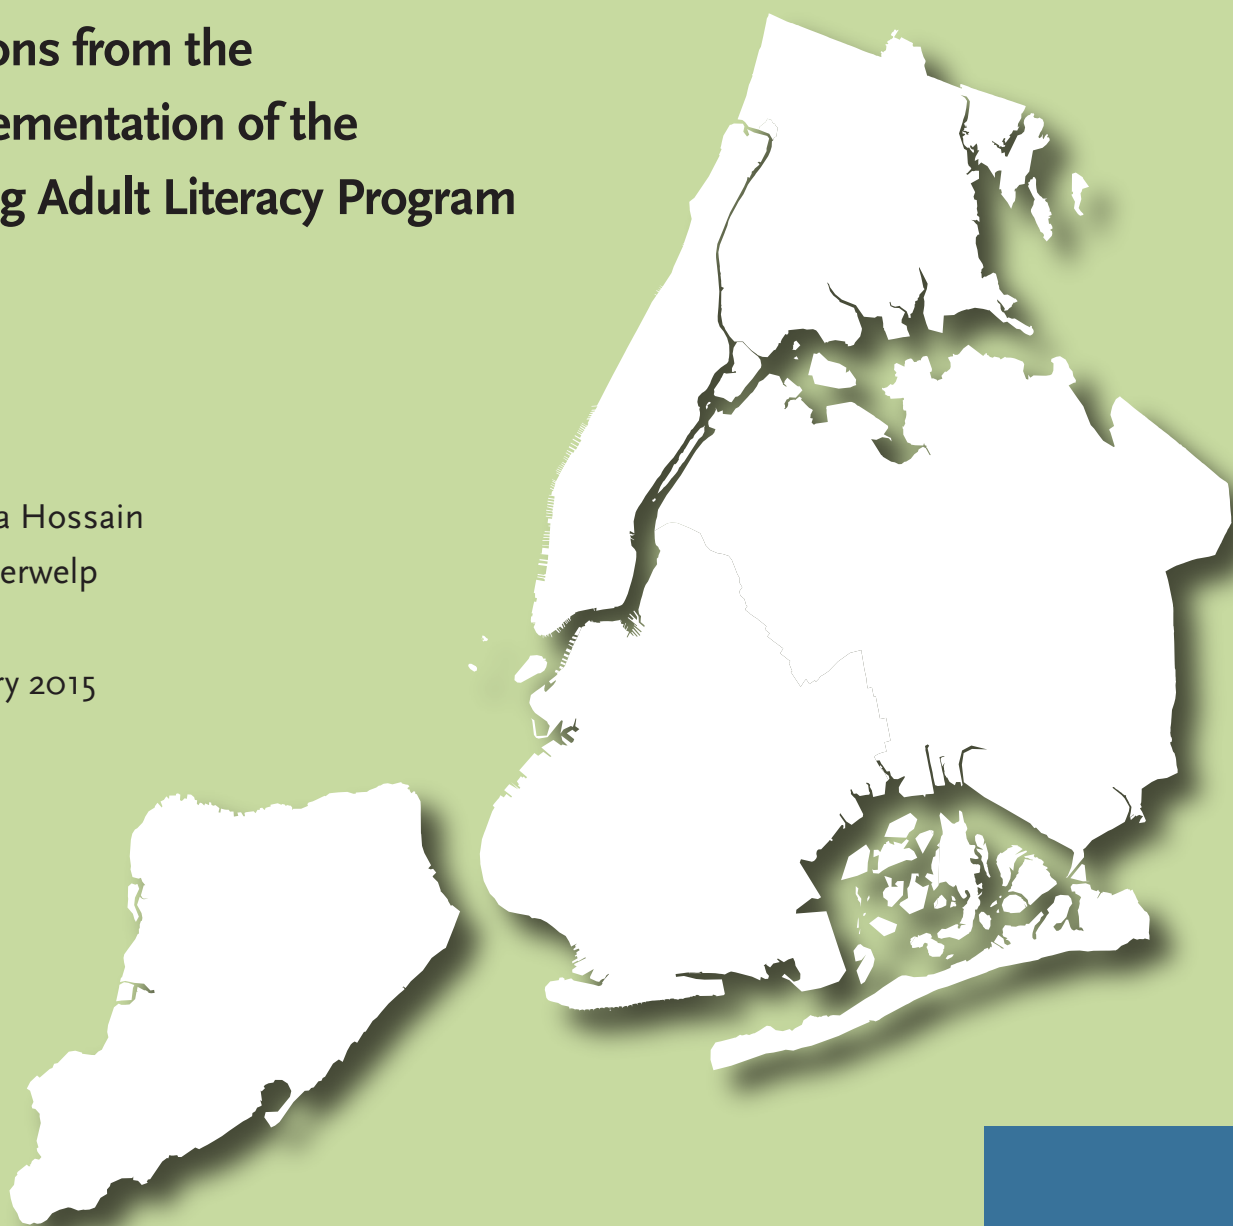 ons from the
ementation of the
g Adult Literacy Program
a Hossain
erwelp
ry 2015